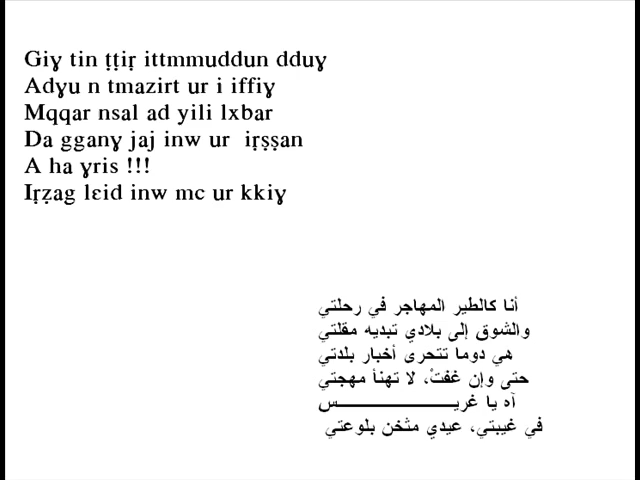 Giɣ tin ṭṭiṛ ittmmuddun dduɣ
Adɣu n tmazirt ur i iffiɣ
Mqqar nsal ad yili lxbar
Da gganɣ jaj inw ur iṛṣṣan
A ha ɣris !!!
Iṛẓag lɛid inw mc ur kkiɣ
أنا كالطير المهاجر في رحلتي
والشوق إلى بلادي تبديه مقلتي
هي دوما تتحرى أخبار بلدتي
حتى وإن غفتْ، لا تهنأ مهجتي
آه يا غريـــــــــــــــــس
في غيبتي، عيدي مثخن بلوعتي